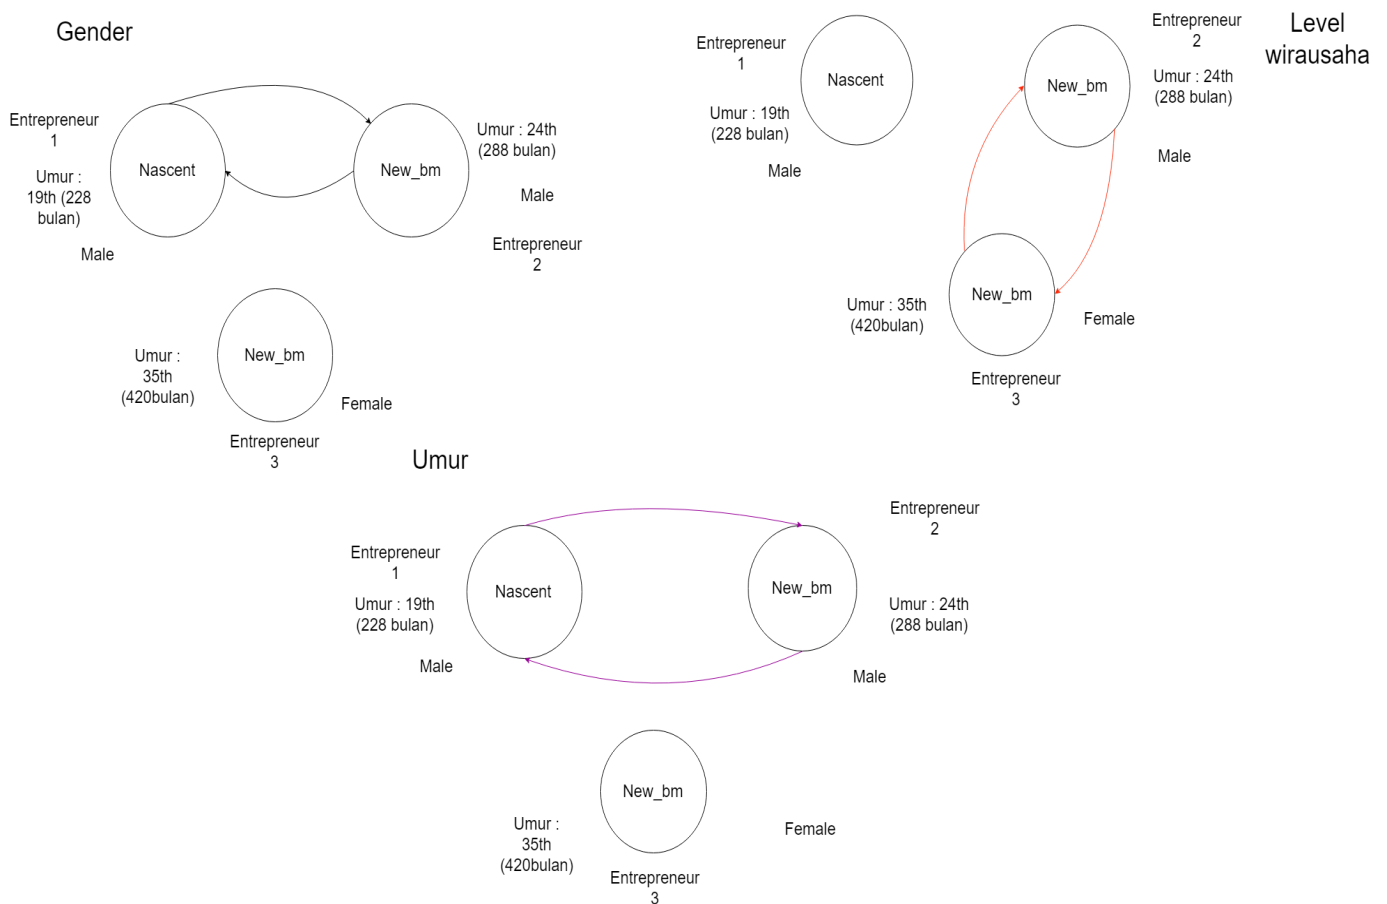 Gender
Entrepreneur
1
Umur :
19th (228
bulan)
Male
Nascent
New_bm
Umur : 24th
(288 bulan)
Male
Entrepreneur
2
Umur :
35th
(420bulan)
New_bm
Female
Entrepreneur
3
Level
wirausaha
Entrepreneur
1
Umur : 19th
(228 bulan)
Male
Nascent
New_bm
Entrepreneur
2
Umur : 24th
(288 bulan)
Male
Umur : 35th
(420bulan)
New_bm
Female
Entrepreneur
3
Umur
Entrepreneur
1
Umur : 19th
(228 bulan)
Male
Nascent
New_bm
Entrepreneur
2
Umur : 24th
(288 bulan)
Male
Umur :
35th
(420bulan)
New_bm
Female
Entrepreneur
3